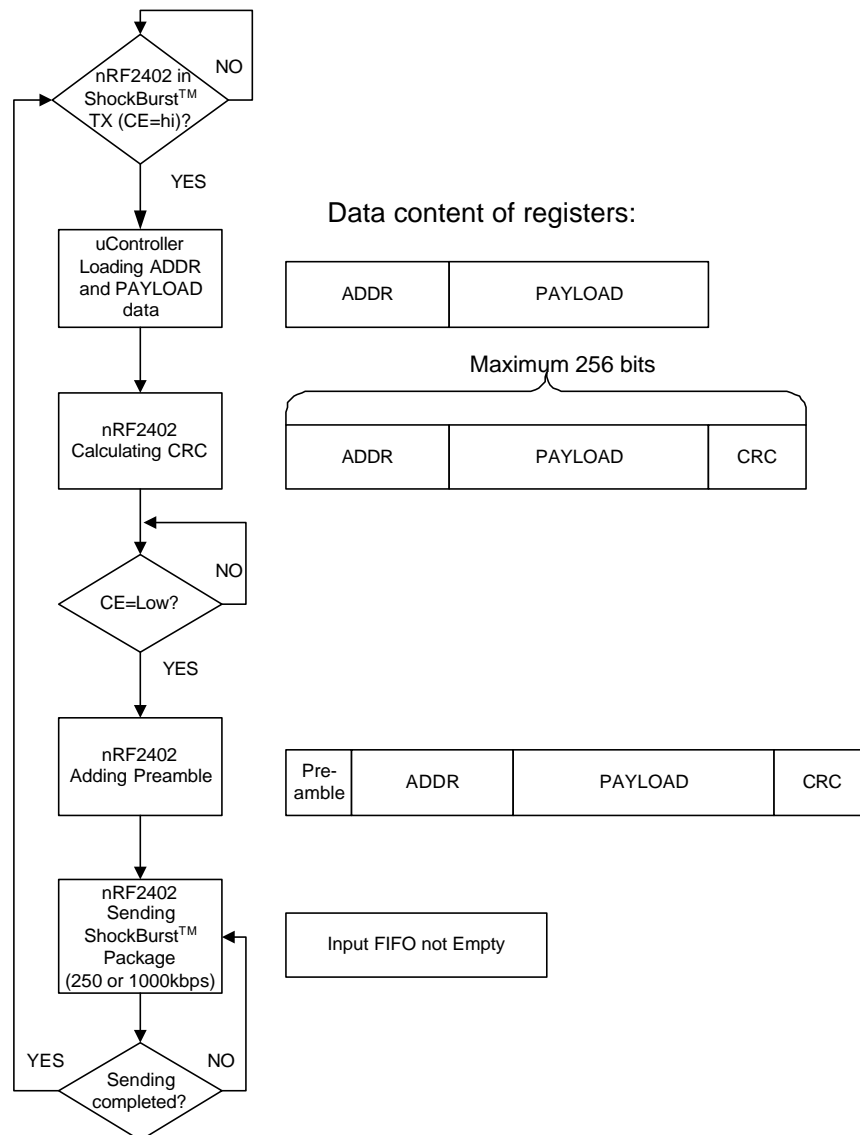 nRF2402 in
ShockBurst™
TX (CE=hi)?
NO
YES
Data content of registers:
uController
Loading ADDR
and PAYLOAD
data
ADDR
PAYLOAD
Maximum 256 bits
nRF2402
Calculating CRC
ADDR
PAYLOAD
CRC
NO
CE=Low?
YES
nRF2402
Adding Preamble
Pre-
amble
ADDR
PAYLOAD
CRC
nRF2402
Sending
ShockBurst™
Package
(250 or 1000kbps)
Input FIFO not Empty
YES
NO
Sending
completed?